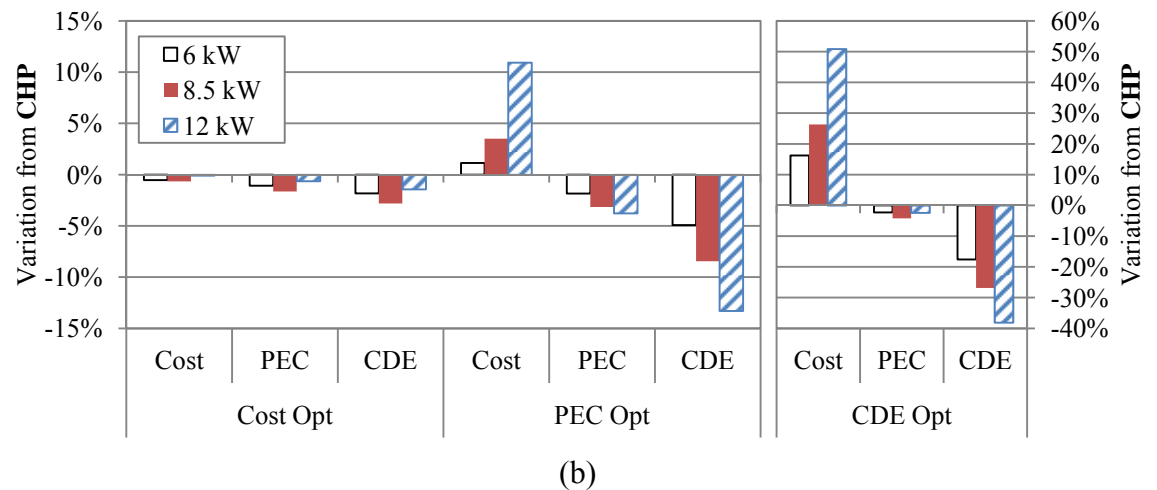 Variation from CHP
15%
10%
5%
0%
-5%
-10%
-15%
6 kW
8.5 kW
12 kW
60%
50%
40%
30%
20%
10%
0%
-10%
-20%
-30%
-40%
Variation from CHP
Cost PEC CDE Cost PEC CDE Cost PEC CDE
Cost Opt PEC Opt CDE Opt
(b)